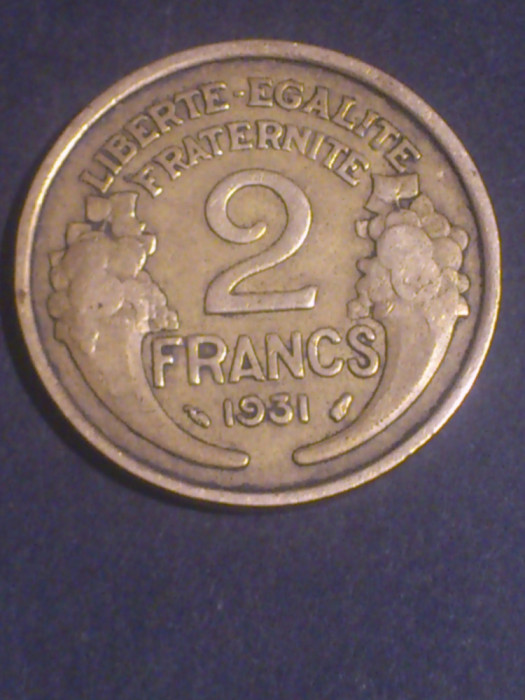 LIBERTE·EGALITE
FRATERNITE
2
FRANCS
1931